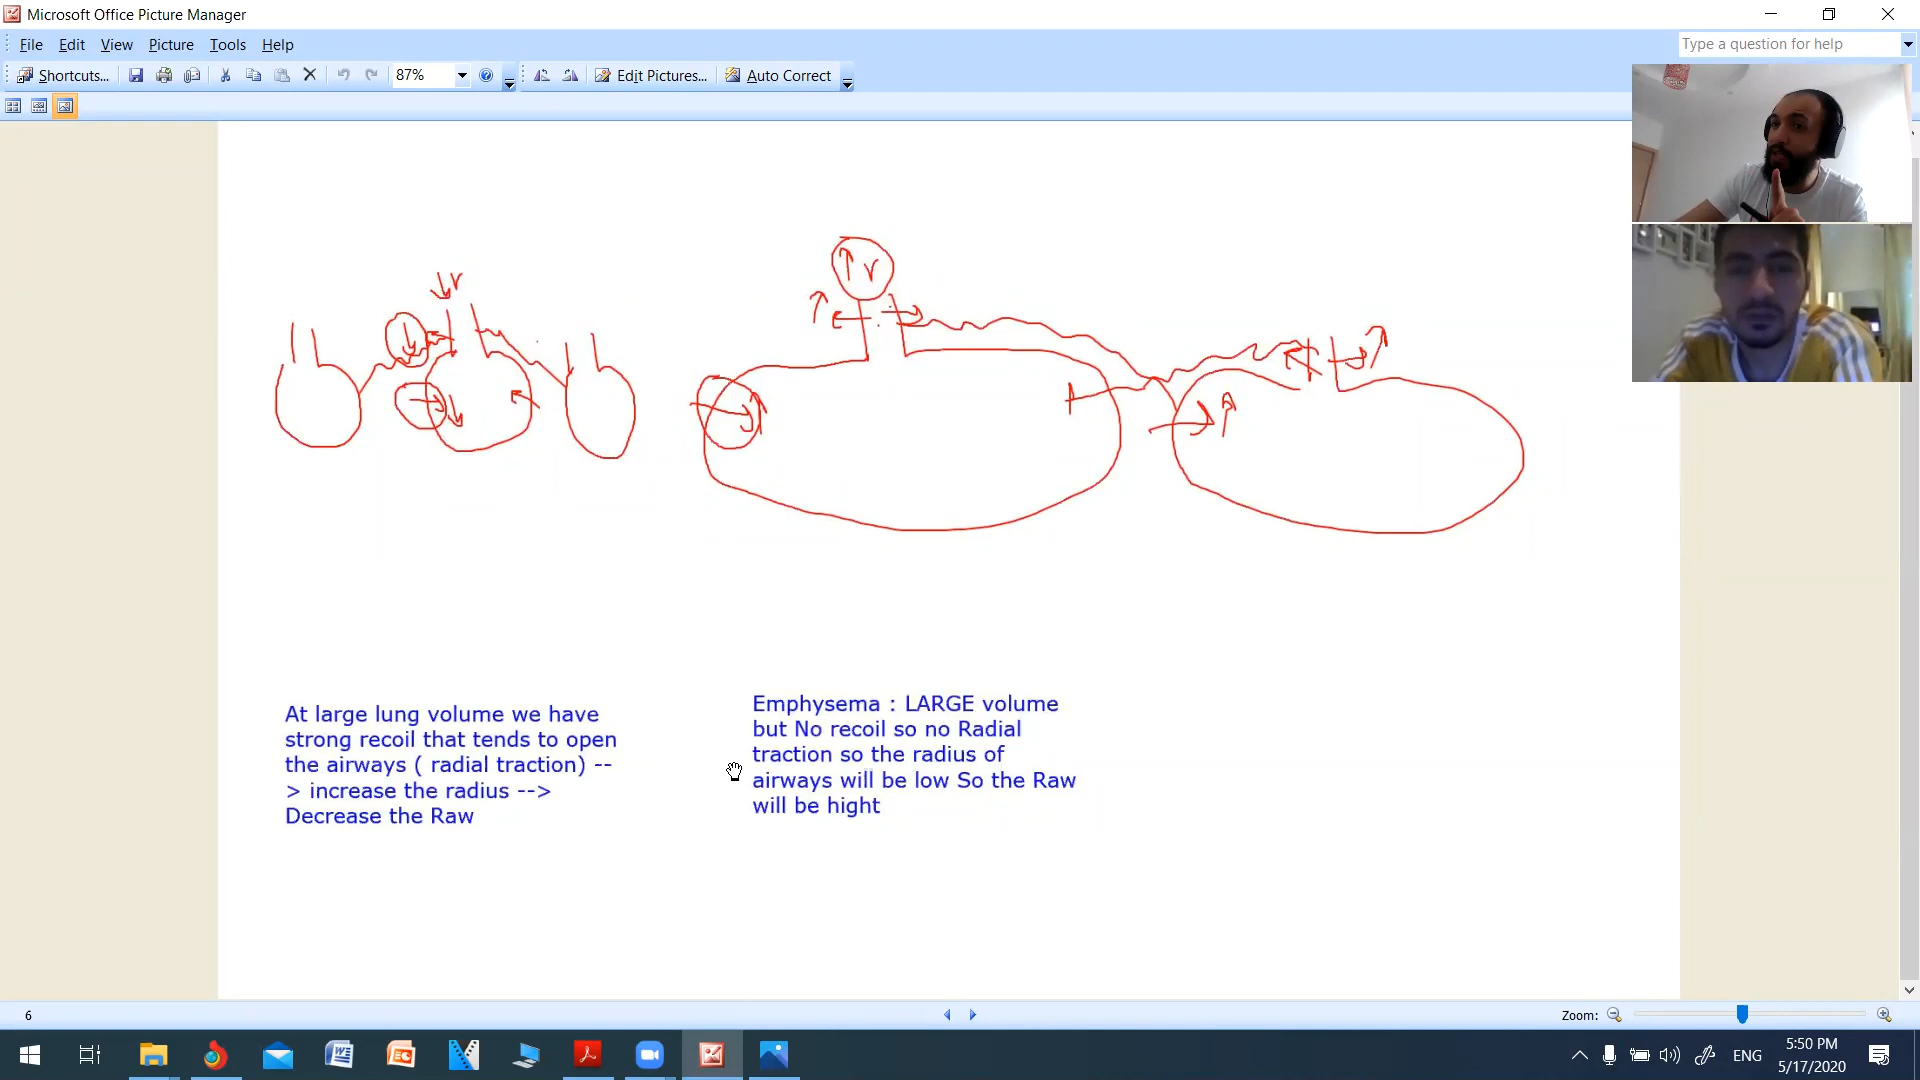 Microsoft Office Picture Manager
File Edit View Picture Tools Help
Type a question for help
Shortcuts... 87% Edit Pictures... Auto Correct
↓r
↑r
At large lung volume we have
strong recoil that tends to open
the airways ( radial traction) --
> increase the radius -->
Decrease the Raw
Emphysema : LARGE volume
but No recoil so no Radial
traction so the radius of
airways will be low So the Raw
will be hight
6
Zoom:
ENG
5:50 PM
5/17/2020